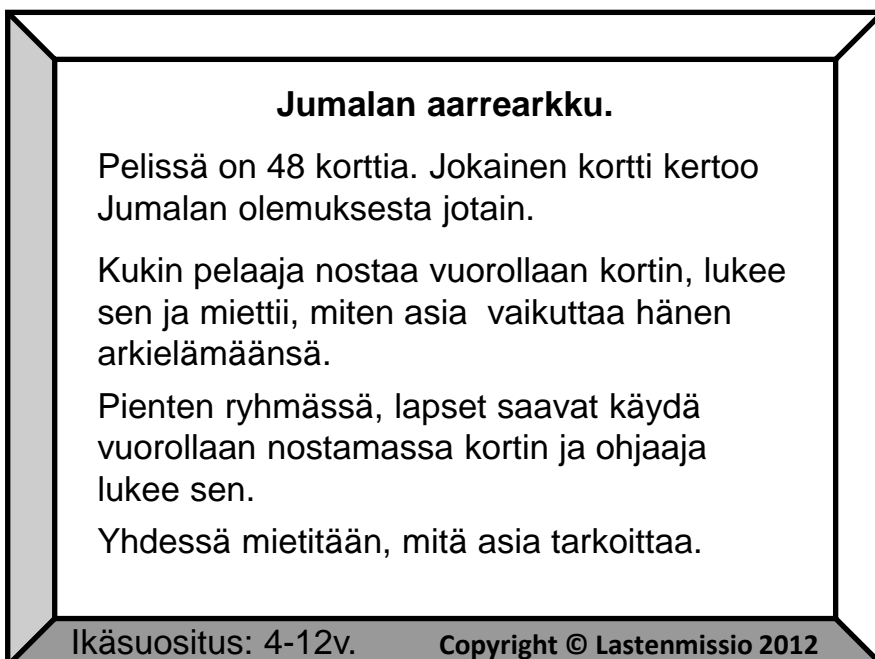 Jumalan aarrearkku.
Pelissä on 48 korttia. Jokainen kortti kertoo
Jumalan olemuksesta jotain.
Kukin pelaaja nostaa vuorollaan kortin, lukee
sen ja miettii, miten asia vaikuttaa hänen
arkielämäänsä.
Pienten ryhmässä, lapset saavat käydä
vuorollaan nostamassa kortin ja ohjaaja
lukee sen.
Yhdessä mietitään, mitä asia tarkoittaa.
Ikäsuositus: 4-12v. Copyright © Lastenmissio 2012